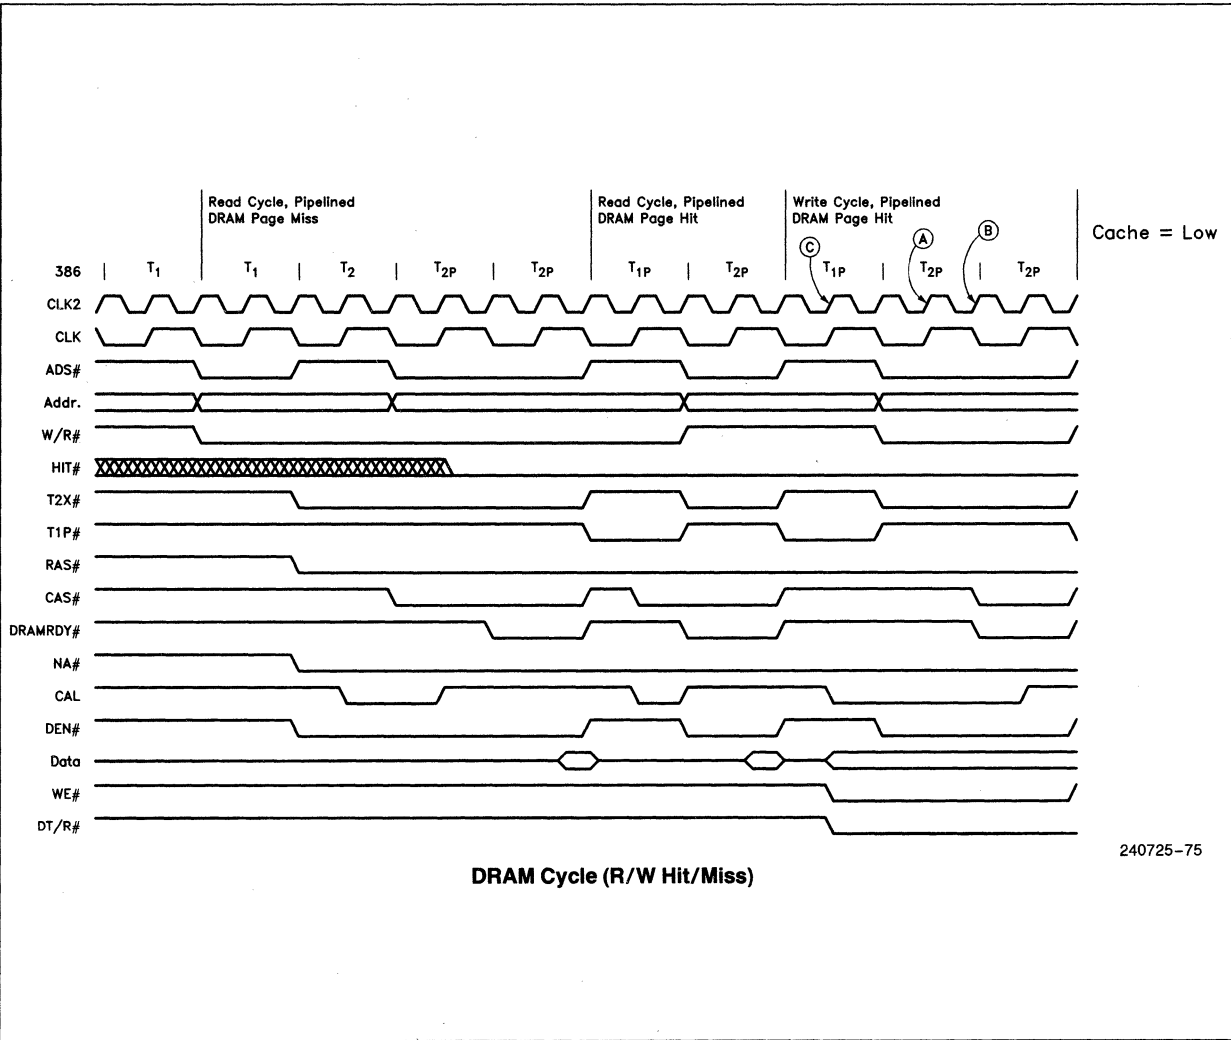 Read Cycle, Pipelined
DRAM Page Miss
Read Cycle, Pipelined
DRAM Page Hit
Write Cycle, Pipelined
DRAM Page Hit
Cache = Low
C
A
B
386 | T1 | T1 | T2 | T2P | T2P | T1P | T2P | T1P | T2P | T2P
CLK2
CLK
ADS#
Addr.
W/R#
HIT#
T2X#
T1P#
RAS#
CAS#
DRAMRDY#
NA#
CAL
DEN#
Data
WE#
DT/R#
240725-75
DRAM Cycle (R/W Hit/Miss)